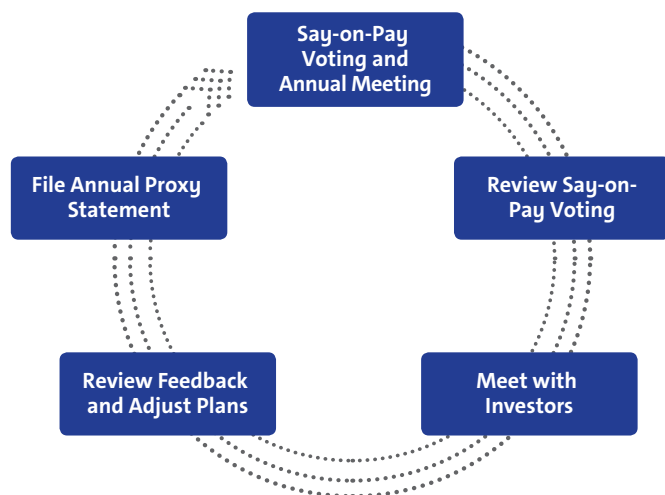 Say-on-Pay
Voting and
Annual Meeting
File Annual Proxy
Statement
Review Say-on-
Pay Voting
Review Feedback
and Adjust Plans
Meet with
Investors